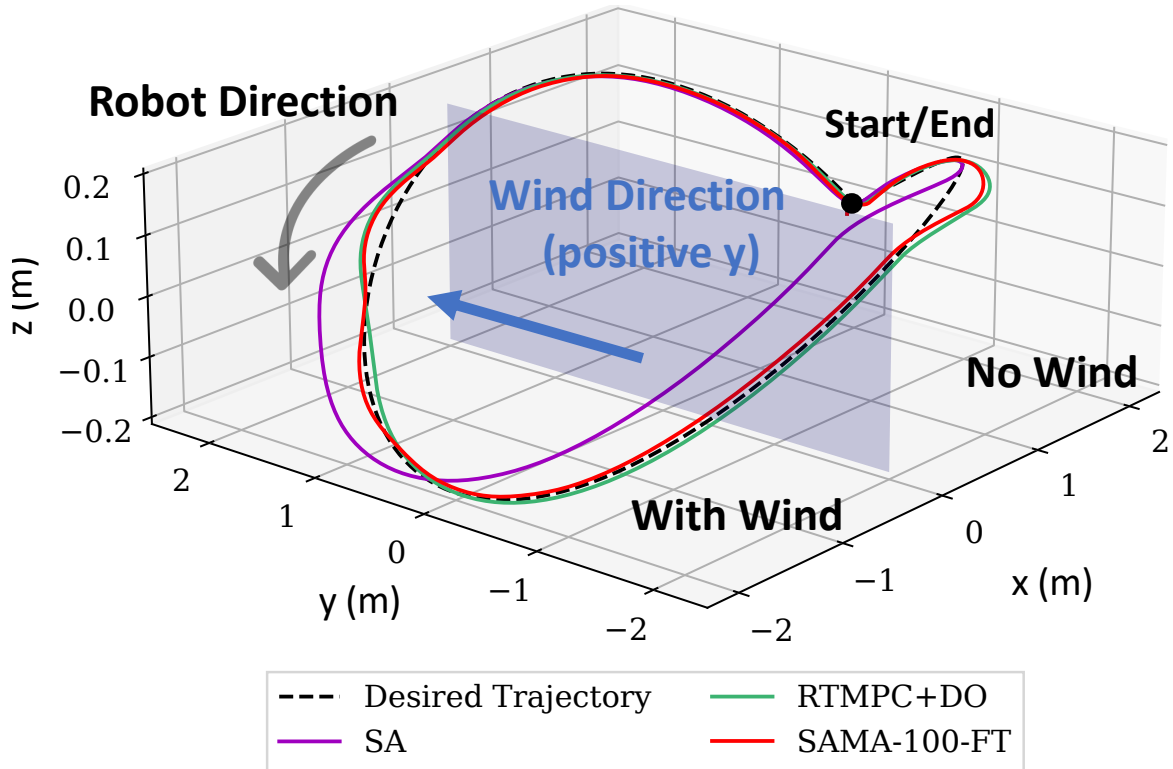 Robot Direction
Start/End
Wind Direction
(positive y)
No Wind
With Wind
z (m)
0.2
0.1
0.0
−0.1
−0.2
y (m)
2
1
0
−1
−2
x (m)
−2
−1
0
1
2
Desired Trajectory
SA
RTMPC+DO
SAMA-100-FT